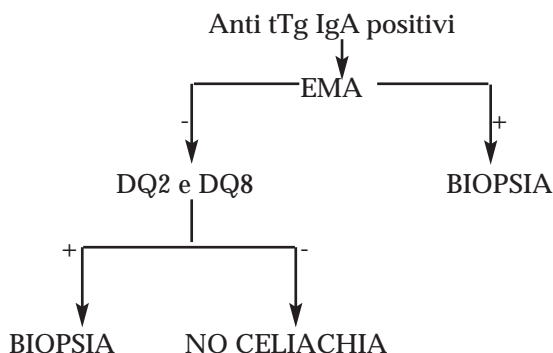 Anti tTg IgA positivi
EMA
- +
DQ2 e DQ8 BIOPSIA
+ -
BIOPSIA NO CELIACHIA